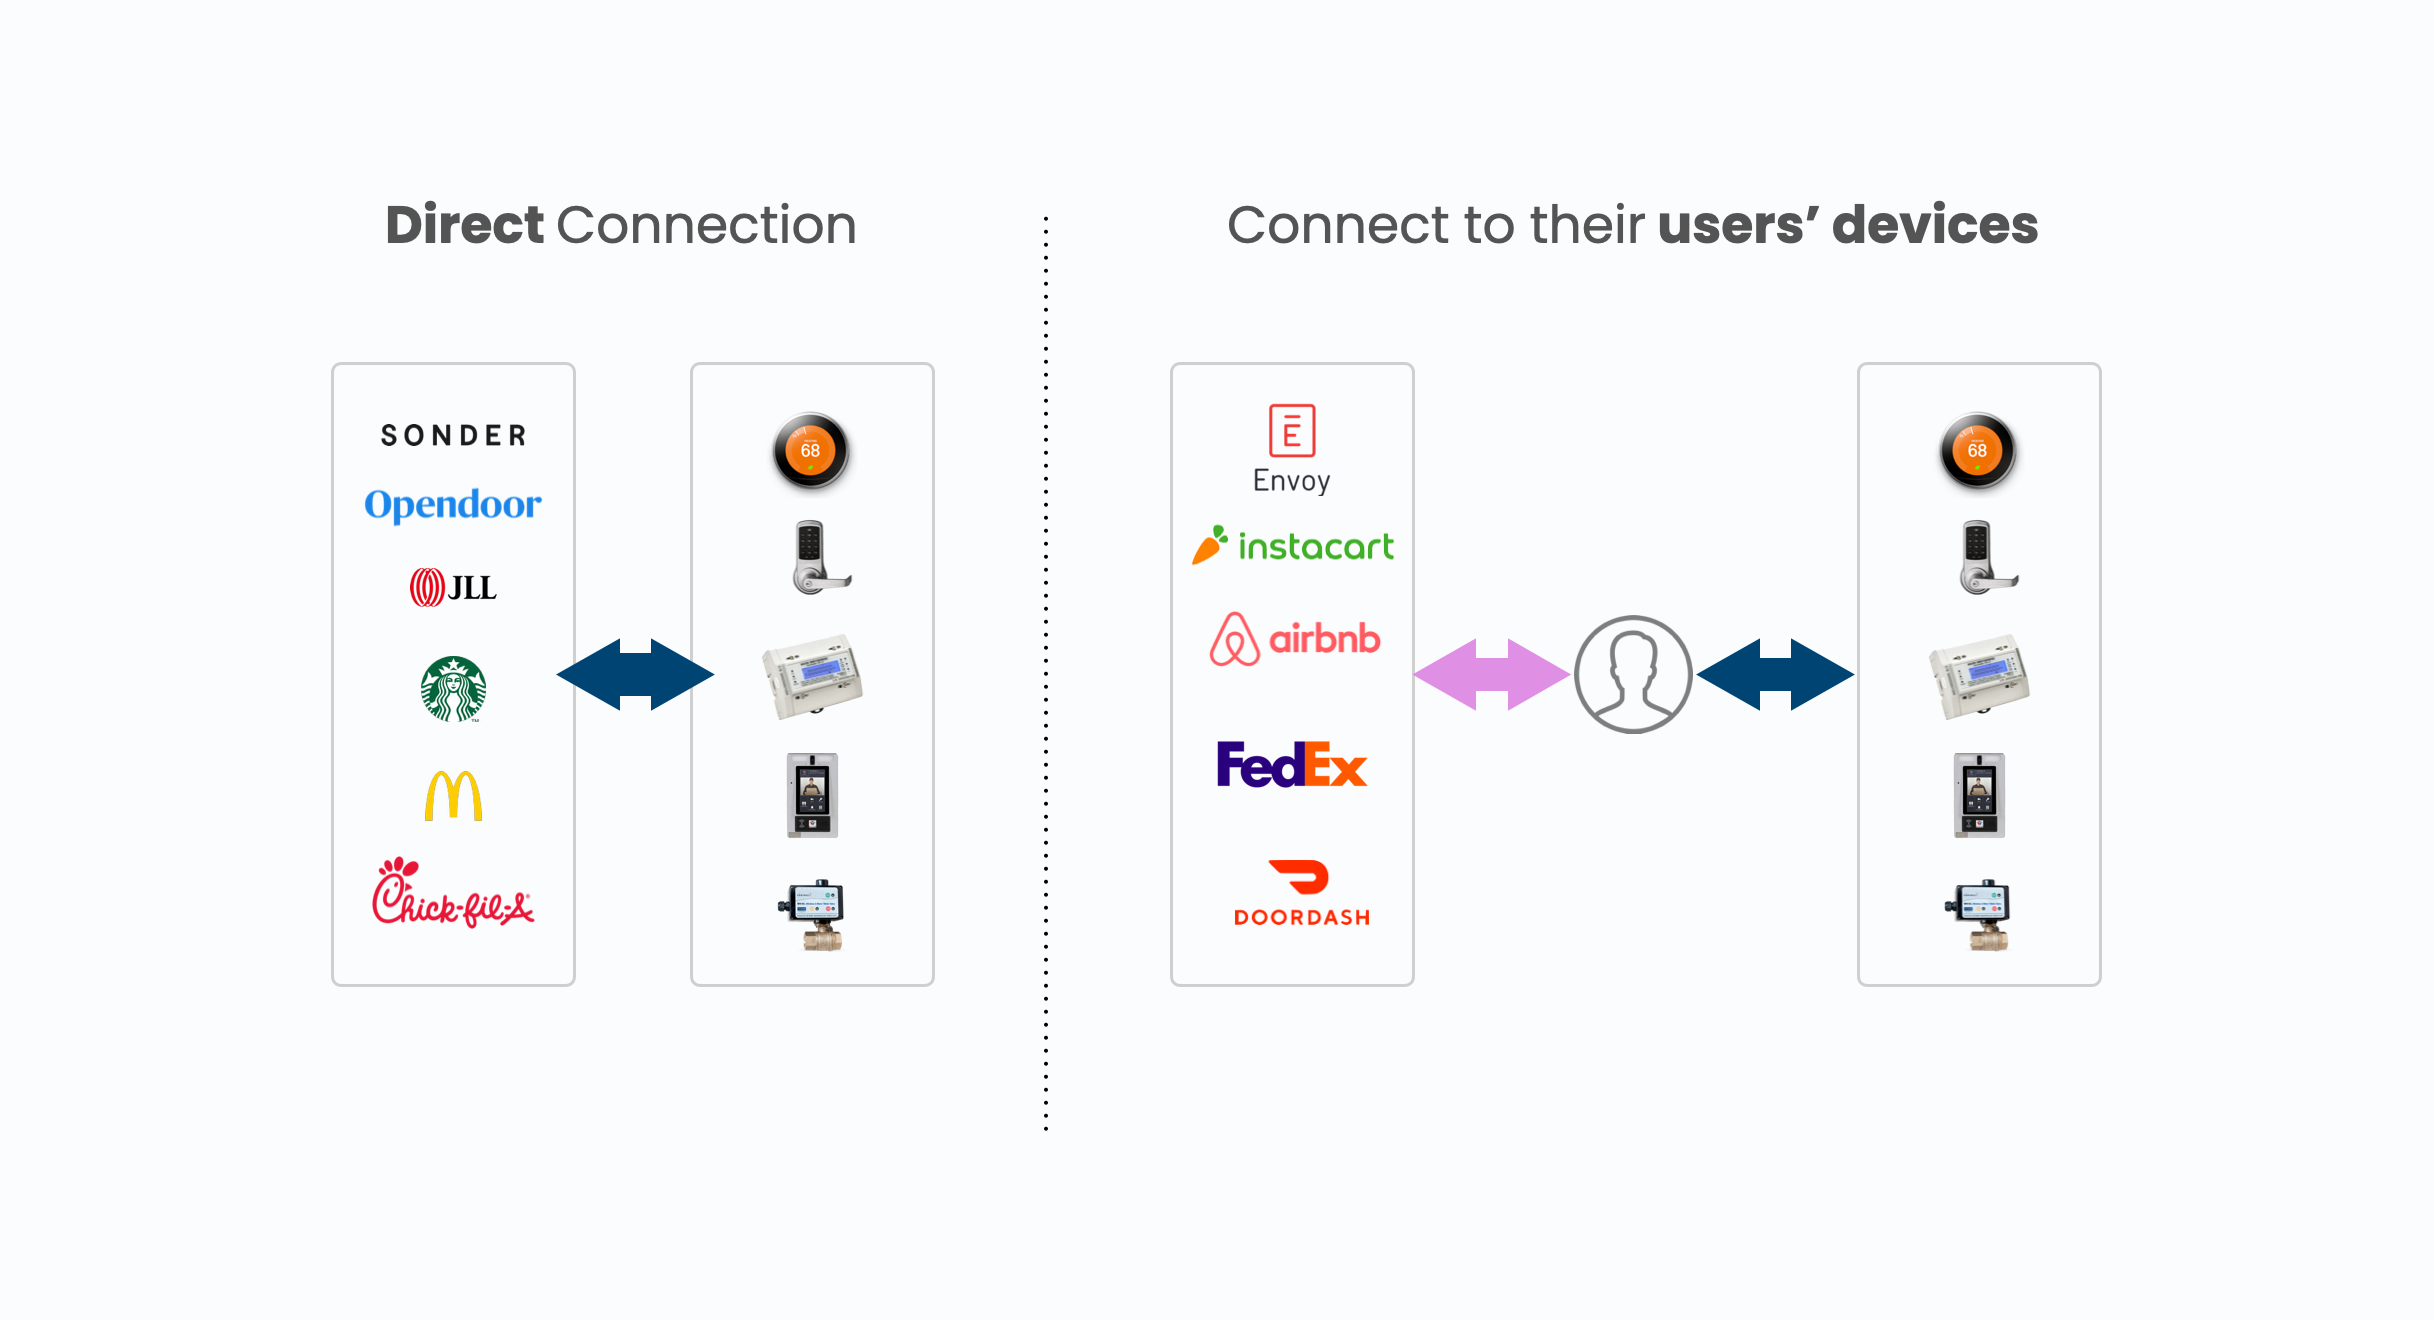 Direct Connection
SONDER
Opendoor
JLL
TM
Chick-fil-A
68
Connect to their users’ devices
E
Envoy
instacart
airbnb
FedEx
DOORDASH
68